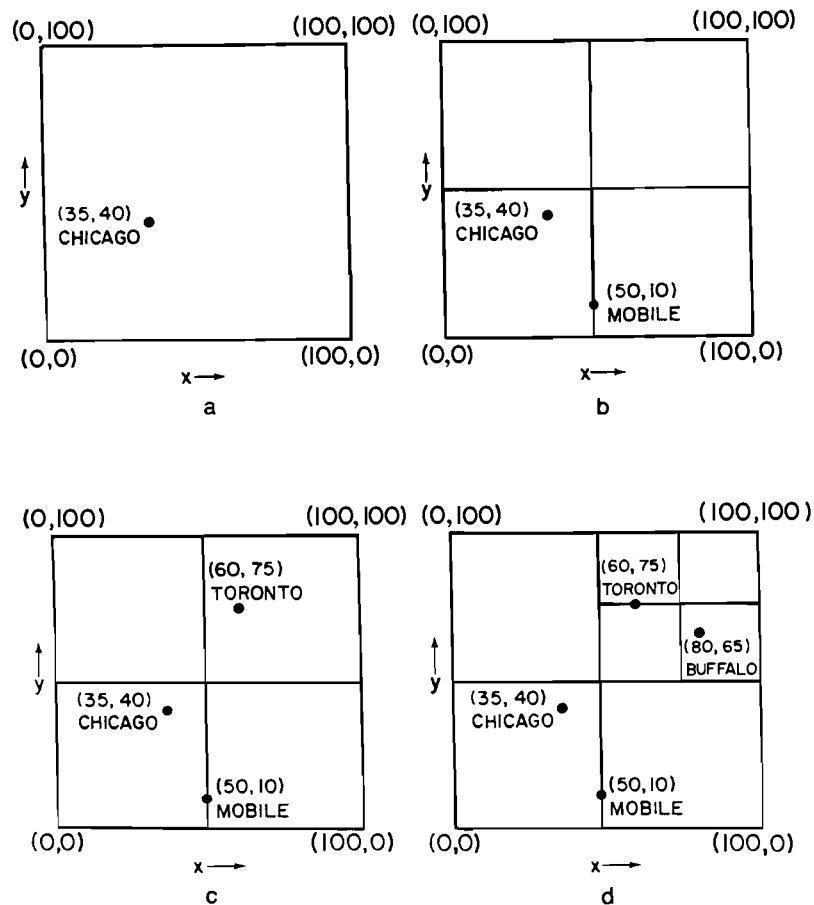 (0,100) (100,100)
y
(35,40)
CHICAGO
(0,0) (100,0)
x
a
(0,100) (100,100)
y
(35,40)
CHICAGO
(50,10)
MOBILE
(0,0) (100,0)
x
b
(0,100) (100,100)
(60,75)
TORONTO
y
(35,40)
CHICAGO
(50,10)
MOBILE
(0,0) (100,0)
x
c
(0,100) (100,100)
(60,75)
TORONTO
(80,65)
BUFFALO
y
(35,40)
CHICAGO
(50,10)
MOBILE
(0,0) (100,0)
x
d